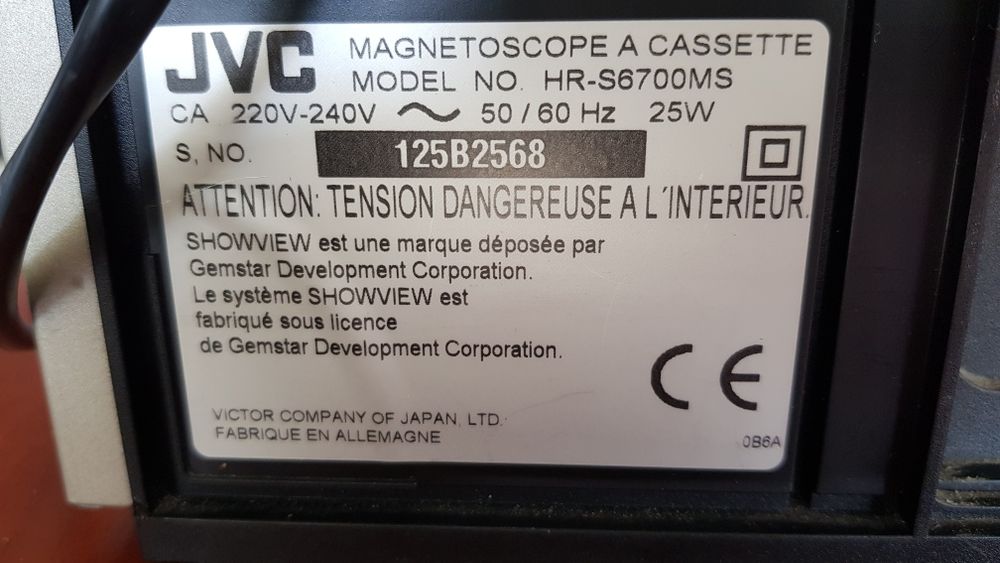 JVC MAGNETOSCOPE A CASSETTE
MODEL NO. HR-S6700MS
CA 220V-240V ~ 50 / 60 Hz 25W
S, NO. 125B2568
ATTENTION: TENSION DANGEREUSE A L´INTERIEUR.
SHOWVIEW est une marque déposée par
Gemstar Development Corporation.
Le système SHOWVIEW est
fabriqué sous licence
de Gemstar Development Corporation.
CE
VICTOR COMPANY OF JAPAN, LTD.
FABRIQUE EN ALLEMAGNE
0B6A